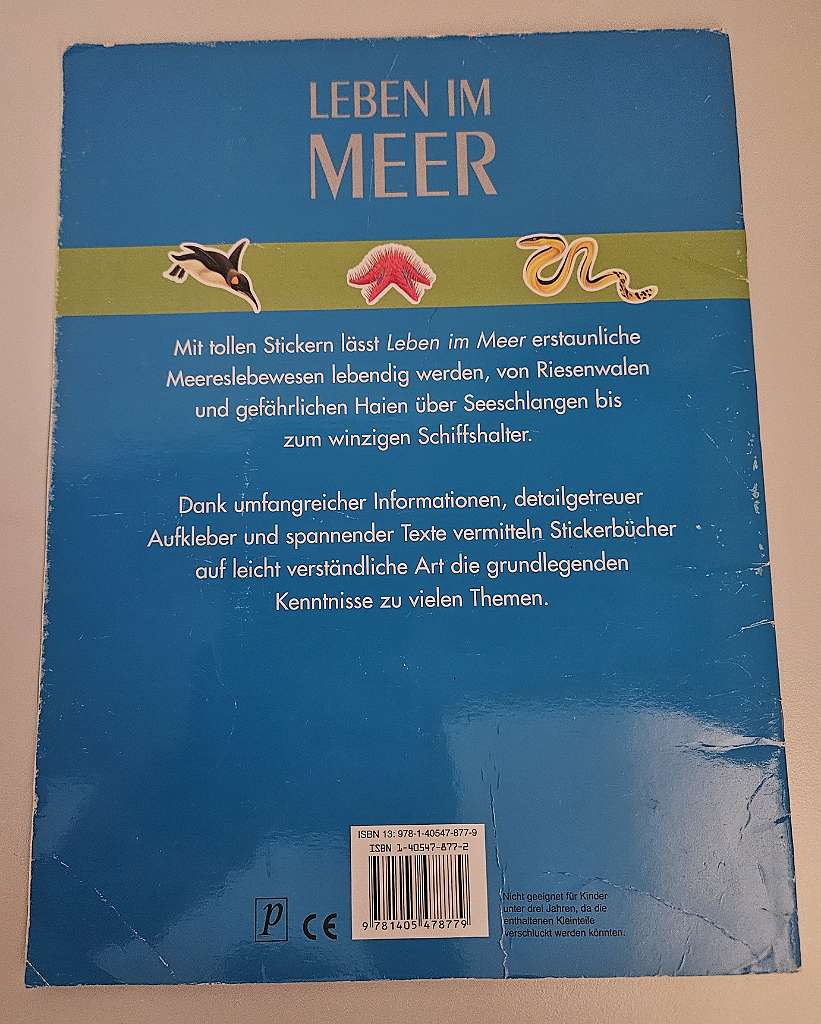 LEBEN IM
MEER
Mit tollen Stickern lässt Leben im Meer erstaunliche
Meereslebewesen lebendig werden, von Riesenwalen
und gefährlichen Haien über Seeschlangen bis
zum winzigen Schiffshalter.
Dank umfangreicher Informationen, detailgetreuer
Aufkleber und spannender Texte vermitteln Stickerbücher
auf leicht verständliche Art die grundlegenden
Kenntnisse zu vielen Themen.
ISBN 13: 978-1-40547-877-9
ISBN 1-40547-877-2
9 781405 478779
p CE
Nicht geeignet für Kinder
unter drei Jahren, da die
enthaltenen Kleinteile
verschluckt werden könnten.